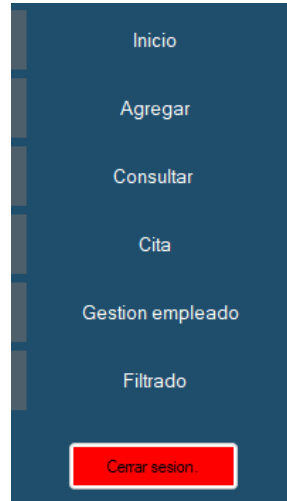 Inicio
Agregar
Consultar
Cita
Gestion empleado
Filtrado
Cerrar sesion.